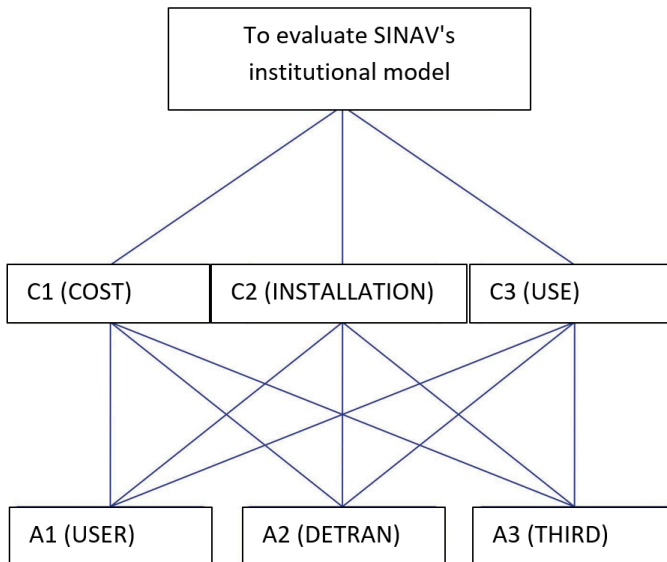 To evaluate SINAV's
institutional model
C1 (COST)
C2 (INSTALLATION)
C3 (USE)
A1 (USER)
A2 (DETRAN)
A3 (THIRD)